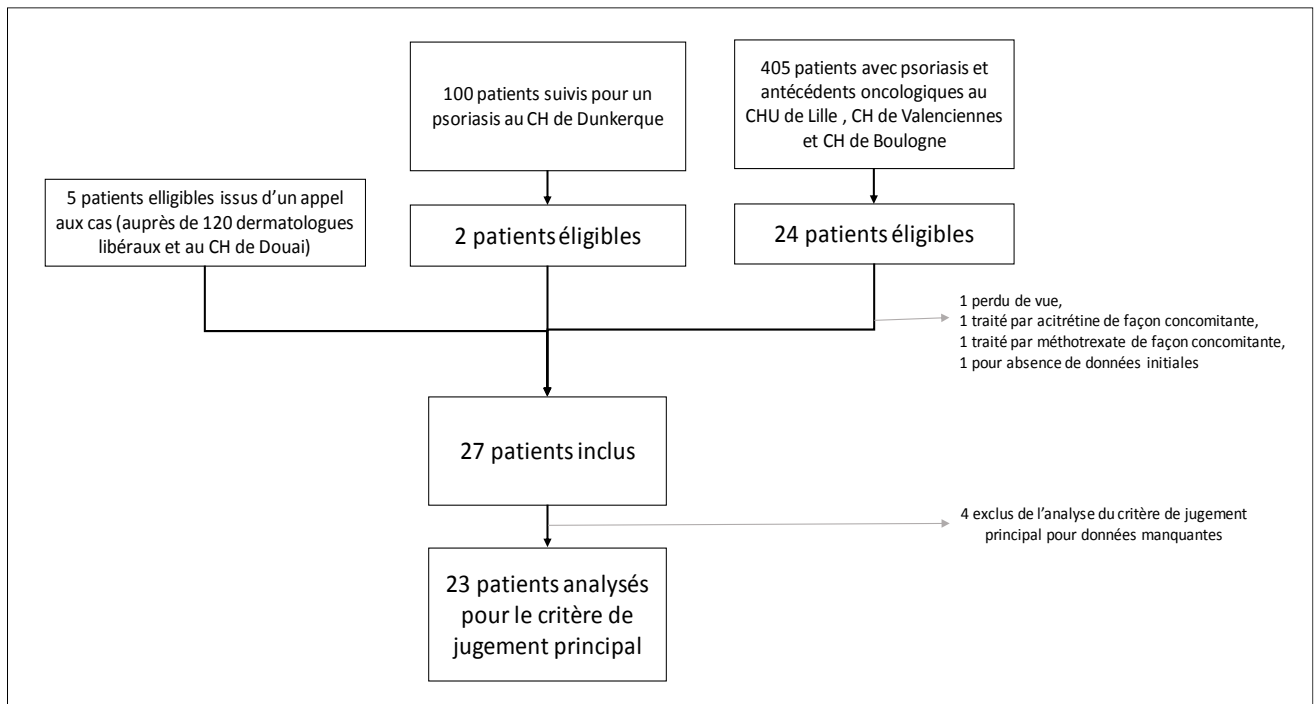 100 patients suivis pour un
psoriasis au CH de Dunkerque
405 patients avec psoriasis et
antécédents oncologiques au
CHU de Lille , CH de Valenciennes
et CH de Boulogne
5 patients elligibles issus d’un appel
aux cas (auprès de 120 dermatologues
libéraux et au CH de Douai)
2 patients éligibles
24 patients éligibles
1 perdu de vue,
1 traité par acitrétine de façon concomitante,
1 traité par méthotrexate de façon concomitante,
1 pour absence de données initiales
27 patients inclus
4 exclus de l’analyse du critère de jugement
principal pour données manquantes
23 patients analysés
pour le critère de
jugement principal